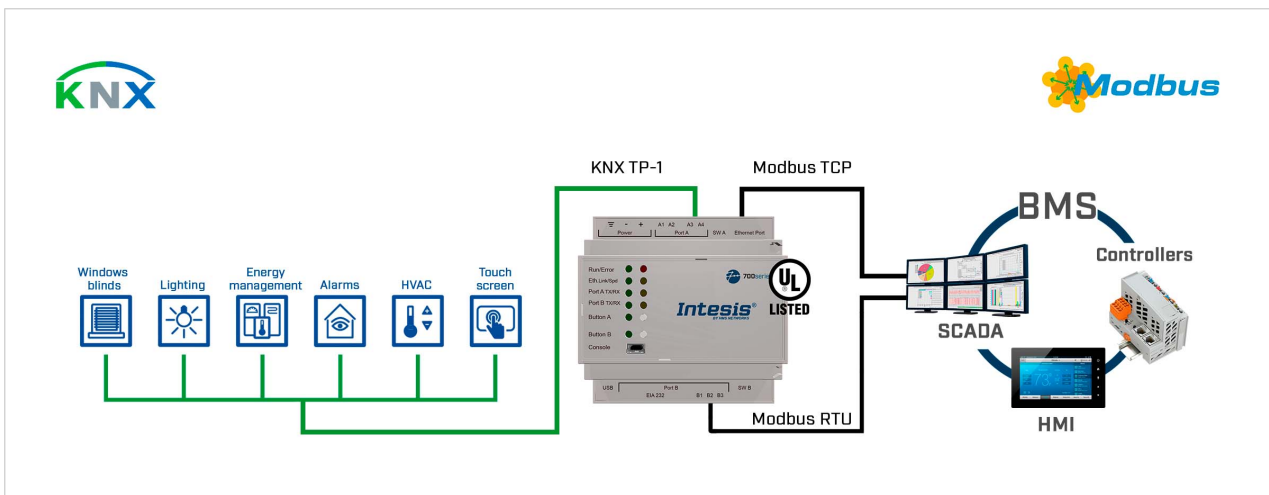 KNX
Modbus
KNX TP-1
Modbus TCP
Windows
blinds
Lighting
Energy
management
Alarms
HVAC
Touch
screen
- +
A1 A2 A3 A4
Power
Port A
SW A
Ethernet Port
Run/Error
Eth.Link/Spd
Port A TX/RX
Port B TX/RX
Button A
Button B
Console
700series
Intesis®
BY HMS NETWORKS
UL
LISTED
USB
Port B
EIA 232
B1 B2 B3
SW B
Modbus RTU
BMS
Controllers
SCADA
HMI